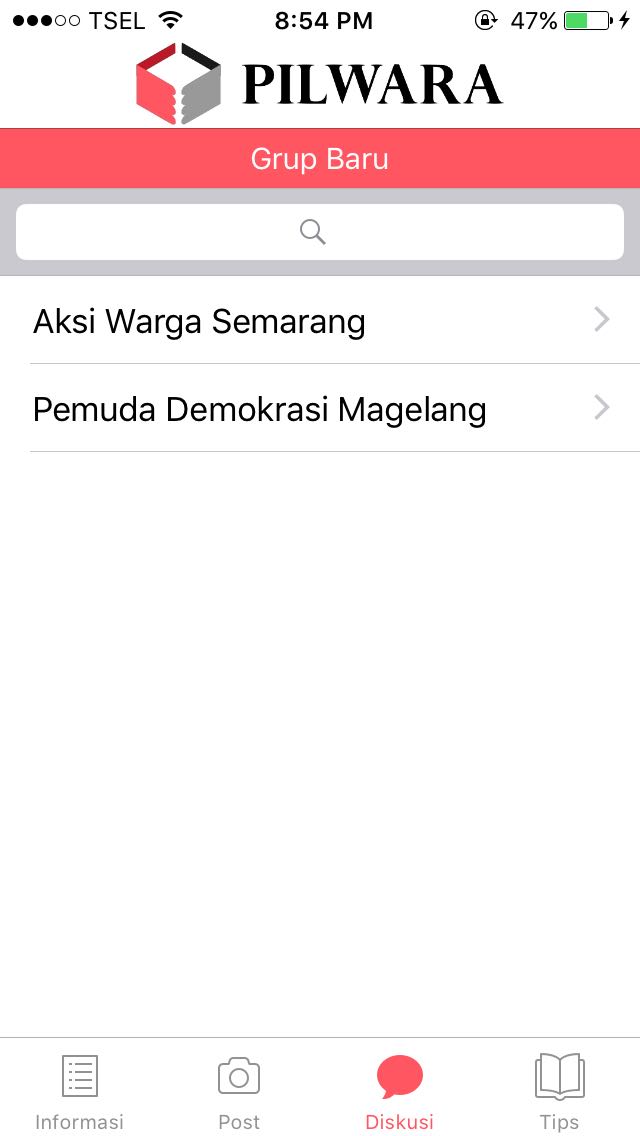 TSEL 8:54 PM 47%
PILWARA
Grup Baru
Aksi Warga Semarang
Pemuda Demokrasi Magelang
Informasi Post Diskusi Tips